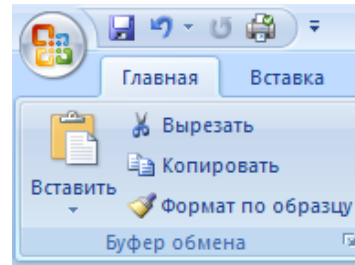 Главная Вставка
Вырезать
Копировать
Вставить
Формат по образцу
Буфер обмена